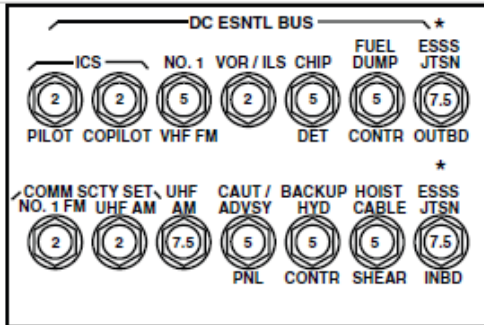 DC ESNTL BUS *
ICS NO. 1 VOR / ILS CHIP FUEL DUMP ESSS JTSN
2 2 5 2 5 5 7.5
PILOT COPILOT VHF FM DET CONTR OUTBD
*
COMM SCTY SET UHF CAUT / BACKUP HOIST ESSS
NO. 1 FM UHF AM AM ADVSY HYD CABLE JTSN
2 2 7.5 5 5 5 7.5
PNL CONTR SHEAR INBD